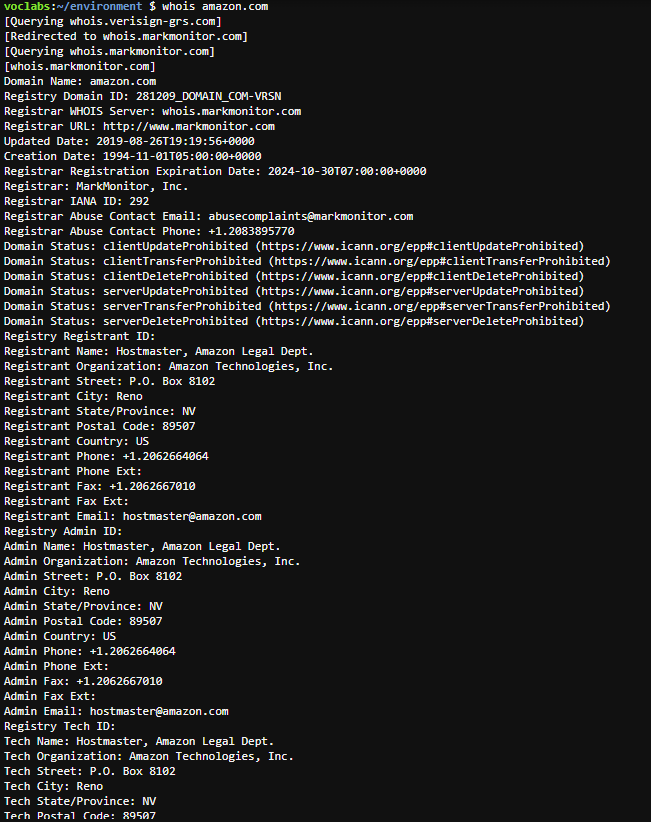 voclabs:~/environment $ whois amazon.com
[Querying whois.verisign-grs.com]
[Redirected to whois.markmonitor.com]
[Querying whois.markmonitor.com]
[whois.markmonitor.com]
Domain Name: amazon.com
Registry Domain ID: 281209_DOMAIN_COM-VRSN
Registrar WHOIS Server: whois.markmonitor.com
Registrar URL: http://www.markmonitor.com
Updated Date: 2019-08-26T19:19:56+0000
Creation Date: 1994-11-01T05:00:00+0000
Registrar Registration Expiration Date: 2024-10-30T07:00:00+0000
Registrar: MarkMonitor, Inc.
Registrar IANA ID: 292
Registrar Abuse Contact Email: abusecomplaints@markmonitor.com
Registrar Abuse Contact Phone: +1.2083895770
Domain Status: clientUpdateProhibited (https://www.icann.org/epp#clientUpdateProhibited)
Domain Status: clientTransferProhibited (https://www.icann.org/epp#clientTransferProhibited)
Domain Status: clientDeleteProhibited (https://www.icann.org/epp#clientDeleteProhibited)
Domain Status: serverUpdateProhibited (https://www.icann.org/epp#serverUpdateProhibited)
Domain Status: serverTransferProhibited (https://www.icann.org/epp#serverTransferProhibited)
Domain Status: serverDeleteProhibited (https://www.icann.org/epp#serverDeleteProhibited)
Registry Registrant ID:
Registrant Name: Hostmaster, Amazon Legal Dept.
Registrant Organization: Amazon Technologies, Inc.
Registrant Street: P.O. Box 8102
Registrant City: Reno
Registrant State/Province: NV
Registrant Postal Code: 89507
Registrant Country: US
Registrant Phone: +1.2062664064
Registrant Phone Ext:
Registrant Fax: +1.2062667010
Registrant Fax Ext:
Registrant Email: hostmaster@amazon.com
Registry Admin ID:
Admin Name: Hostmaster, Amazon Legal Dept.
Admin Organization: Amazon Technologies, Inc.
Admin Street: P.O. Box 8102
Admin City: Reno
Admin State/Province: NV
Admin Postal Code: 89507
Admin Country: US
Admin Phone: +1.2062664064
Admin Phone Ext:
Admin Fax: +1.2062667010
Admin Fax Ext:
Admin Email: hostmaster@amazon.com
Registry Tech ID:
Tech Name: Hostmaster, Amazon Legal Dept.
Tech Organization: Amazon Technologies, Inc.
Tech Street: P.O. Box 8102
Tech City: Reno
Tech State/Province: NV
Tech Postal Code: 89507